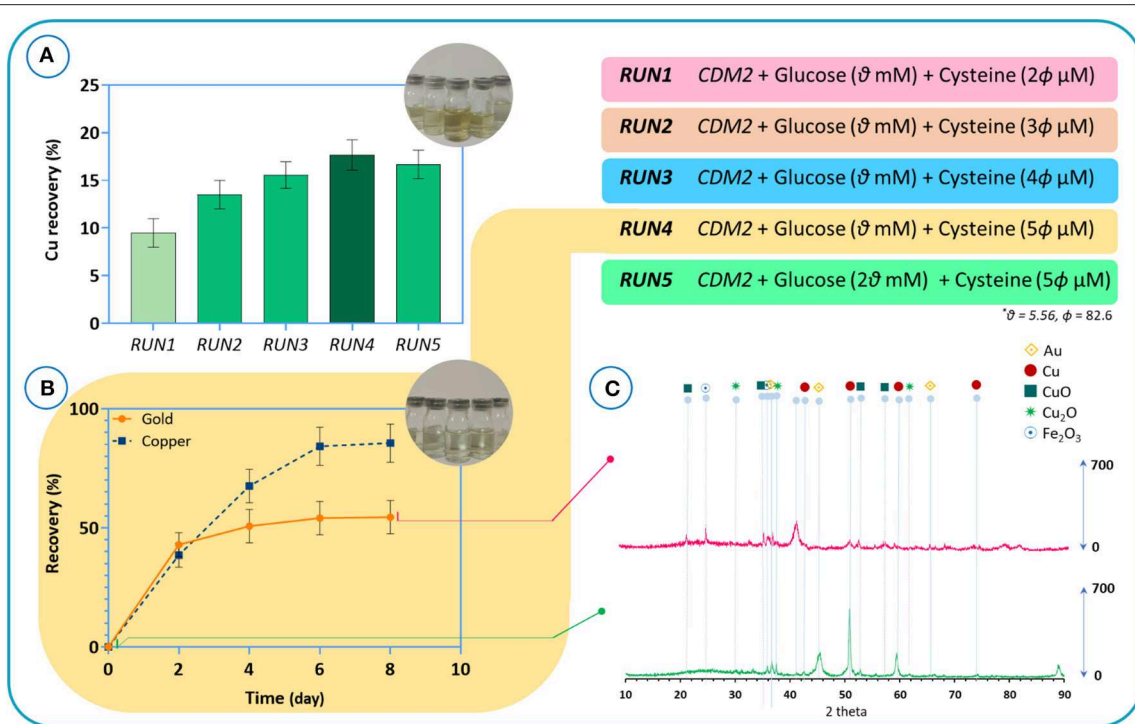 A
25
20
15
10
5
0
Cu recovery (%)
RUN1 RUN2 RUN3 RUN4 RUN5
RUN1 CDM2 + Glucose (ϑ mM) + Cysteine (2ϕ µM)
RUN2 CDM2 + Glucose (ϑ mM) + Cysteine (3ϕ µM)
RUN3 CDM2 + Glucose (ϑ mM) + Cysteine (4ϕ µM)
RUN4 CDM2 + Glucose (ϑ mM) + Cysteine (5ϕ µM)
RUN5 CDM2 + Glucose (2ϑ mM) + Cysteine (5ϕ µM)
*ϑ = 5.56, ϕ = 82.6
B
100
50
0
Recovery (%)
Gold
Copper
0 2 4 6 8 10
Time (day)
C
Au
Cu
CuO
Cu₂O
Fe₂O₃
700
0
700
0
10 20 30 40 50 60 70 80 90
2 theta